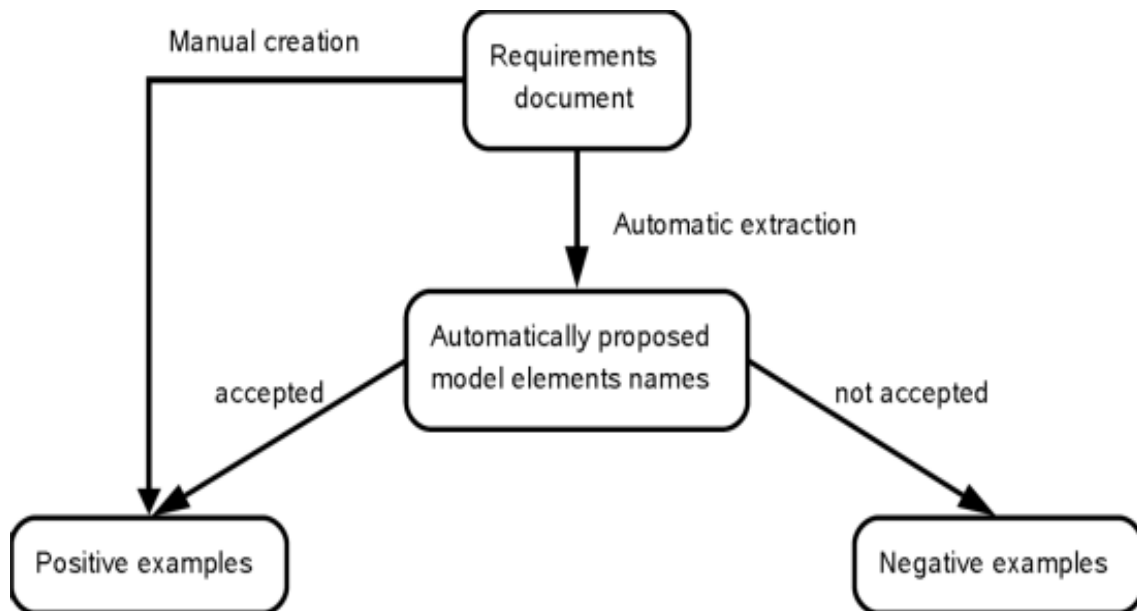 Manual creation
Requirements
document
Automatic extraction
Automatically proposed
model elements names
accepted
not accepted
Positive examples
Negative examples